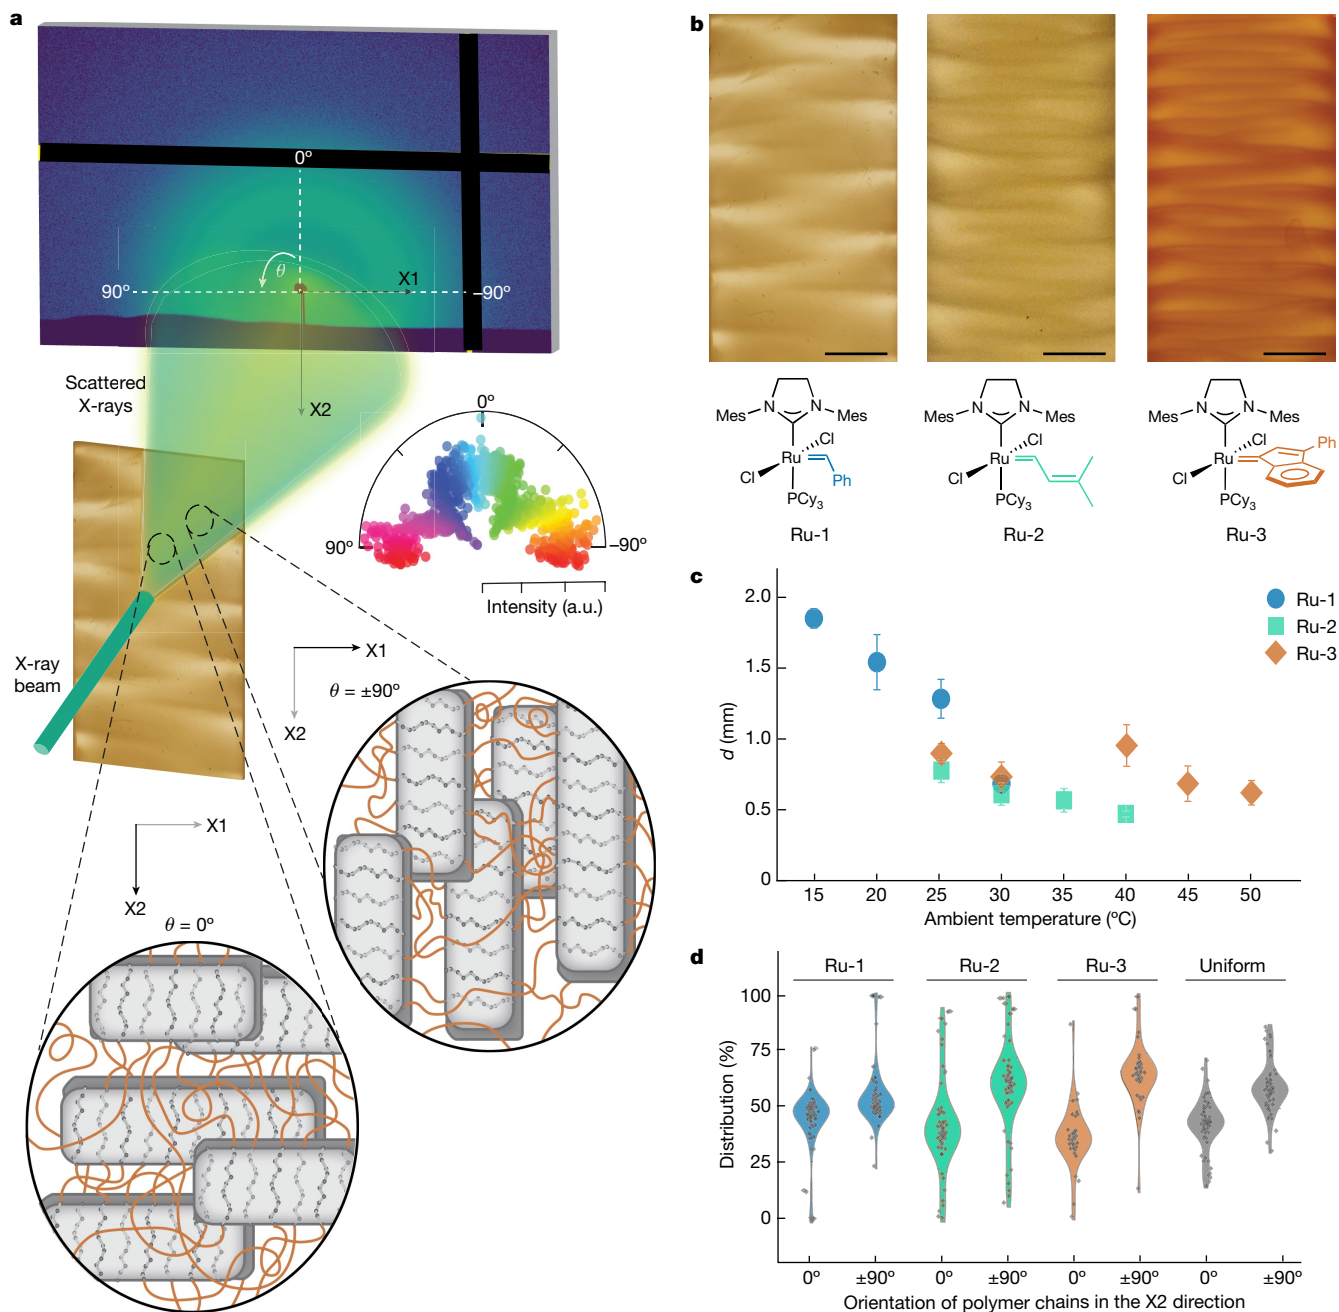 a
0°
θ
X1
90°
–90°
X2
Scattered
X-rays
0°
90°
–90°
Intensity (a.u.)
X-ray
beam
X1
θ = ±90°
X2
X1
X2
θ = 0°
b
Mes
N
N
Mes
Cl
Ru
Cl
Ph
PCy3
Ru-1
Mes
N
N
Mes
Cl
Ru
Cl
PCy3
Ru-2
Mes
N
N
Mes
Ph
Cl
Ru
Cl
PCy3
Ru-3
c
2.0
1.5
1.0
0.5
0
d (mm)
15 20 25 30 35 40 45 50
Ambient temperature (°C)
Ru-1
Ru-2
Ru-3
d
Ru-1 Ru-2 Ru-3 Uniform
100
75
50
25
0
Distribution (%)
0° ±90° 0° ±90° 0° ±90° 0° ±90°
Orientation of polymer chains in the X2 direction